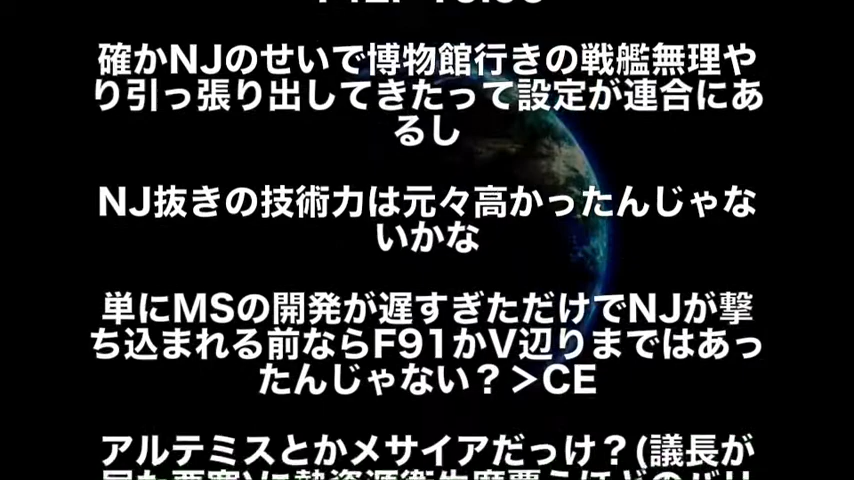 確かNJのせいで博物館行きの戦艦無理や
り引っ張り出してきたって設定が連合にあ
るし
NJ抜きの技術力は元々高かったんじゃな
いかな
単にMSの開発が遅すぎただけでNJが撃
ち込まれる前ならF91かV辺りまではあっ
たんじゃない？＞CE
アルテミスとかメサイアだっけ？(議長が